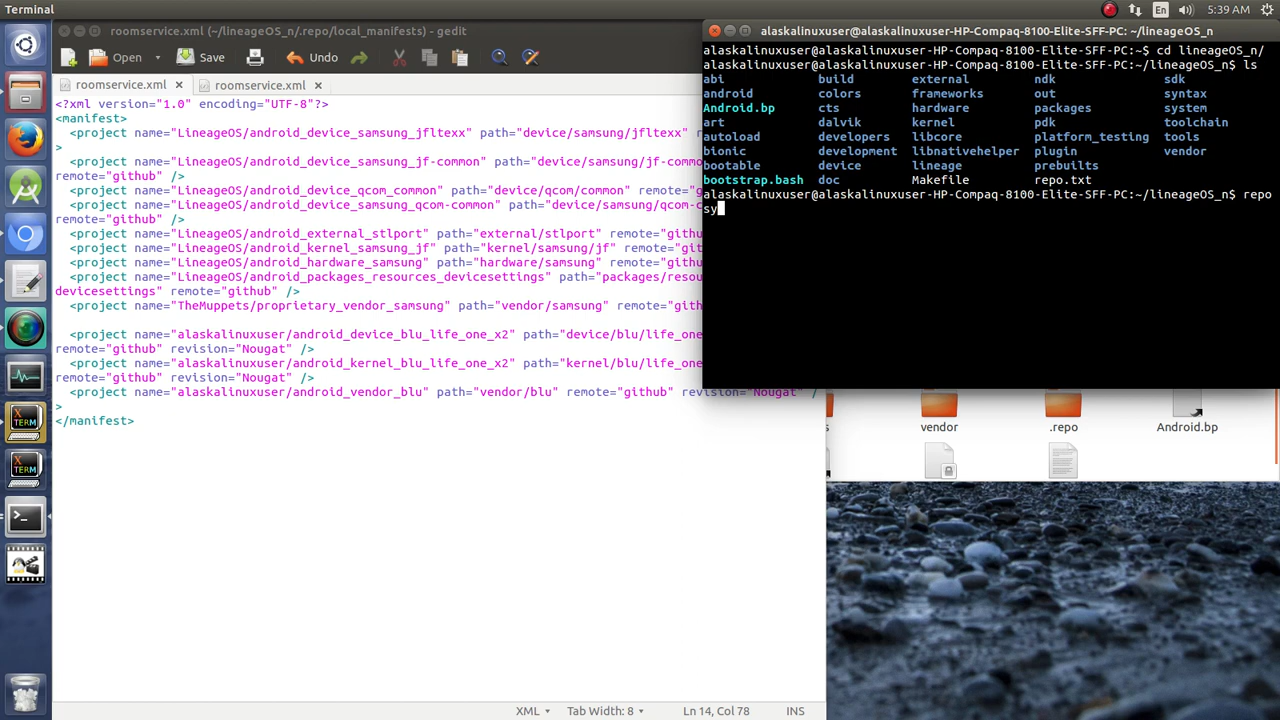 Terminal
En
5:39 AM
roomservice.xml (~/lineageOS_n/.repo/local_manifests) - gedit
Open
Save
Undo
roomservice.xml ×
roomservice.xml ×
<?xml version="1.0" encoding="UTF-8"?>
<manifest>
<project name="LineageOS/android_device_samsung_jfltexx" path="device/samsung/jfltexx"
>
<project name="LineageOS/android_device_samsung_jf-common" path="device/samsung/jf-common
remote="github" />
<project name="LineageOS/android_device_qcom_common" path="device/qcom/common" remote="g
<project name="LineageOS/android_device_samsung_qcom-common" path="device/samsung/qcom-c
remote="github" />
<project name="LineageOS/android_external_stlport" path="external/stlport" remote="githu
<project name="LineageOS/android_kernel_samsung_jf" path="kernel/samsung/jf" remote="git
<project name="LineageOS/android_hardware_samsung" path="hardware/samsung" remote="githu
<project name="LineageOS/android_packages_resources_devicesettings" path="packages/resou
devicesettings" remote="github" />
<project name="TheMuppets/proprietary_vendor_samsung" path="vendor/samsung" remote="gith
<project name="alaskalinuxuser/android_device_blu_life_one_x2" path="device/blu/life_one
remote="github" revision="Nougat" />
<project name="alaskalinuxuser/android_kernel_blu_life_one_x2" path="kernel/blu/life_one
remote="github" revision="Nougat" />
<project name="alaskalinuxuser/android_vendor_blu" path="vendor/blu" remote="github" revision="Nougat" /
>
</manifest>
XML
Tab Width: 8
Ln 14, Col 78
INS
alaskalinuxuser@alaskalinuxuser-HP-Compaq-8100-Elite-SFF-PC: ~/lineageOS_n
alaskalinuxuser@alaskalinuxuser-HP-Compaq-8100-Elite-SFF-PC:~$ cd lineageOS_n/
alaskalinuxuser@alaskalinuxuser-HP-Compaq-8100-Elite-SFF-PC:~/lineageOS_n$ ls
abi build external ndk sdk
android colors frameworks out syntax
Android.bp cts hardware packages system
art dalvik kernel pdk toolchain
autoload developers libcore platform_testing tools
bionic development libnativehelper plugin vendor
bootable device lineage prebuilts
bootstrap.bash doc Makefile repo.txt
alaskalinuxuser@alaskalinuxuser-HP-Compaq-8100-Elite-SFF-PC:~/lineageOS_n$ repo
sy
vendor
.repo
Android.bp
X TERM
X TERM